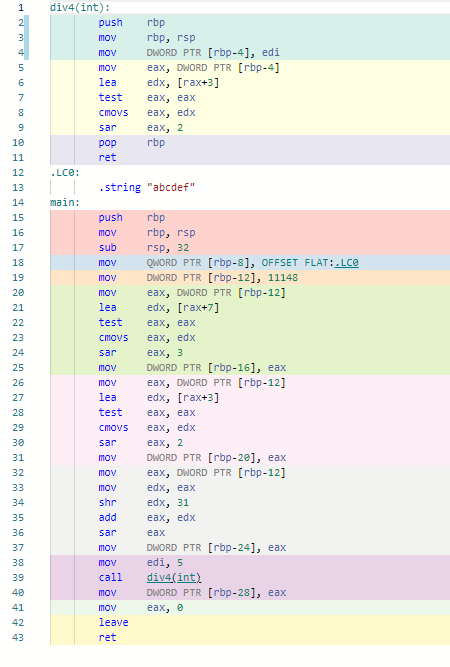 1 div4(int):
2 push rbp
3 mov rbp, rsp
4 mov DWORD PTR [rbp-4], edi
5 mov eax, DWORD PTR [rbp-4]
6 lea edx, [rax+3]
7 test eax, eax
8 cmovs eax, edx
9 sar eax, 2
10 pop rbp
11 ret
12 .LC0:
13 .string "abcdef"
14 main:
15 push rbp
16 mov rbp, rsp
17 sub rsp, 32
18 mov QWORD PTR [rbp-8], OFFSET FLAT:.LC0
19 mov DWORD PTR [rbp-12], 11148
20 mov eax, DWORD PTR [rbp-12]
21 lea edx, [rax+7]
22 test eax, eax
23 cmovs eax, edx
24 sar eax, 3
25 mov DWORD PTR [rbp-16], eax
26 mov eax, DWORD PTR [rbp-12]
27 lea edx, [rax+3]
28 test eax, eax
29 cmovs eax, edx
30 sar eax, 2
31 mov DWORD PTR [rbp-20], eax
32 mov eax, DWORD PTR [rbp-12]
33 mov edx, eax
34 shr edx, 31
35 add eax, edx
36 sar eax
37 mov DWORD PTR [rbp-24], eax
38 mov edi, 5
39 call div4(int)
40 mov DWORD PTR [rbp-28], eax
41 mov eax, 0
42 leave
43 ret